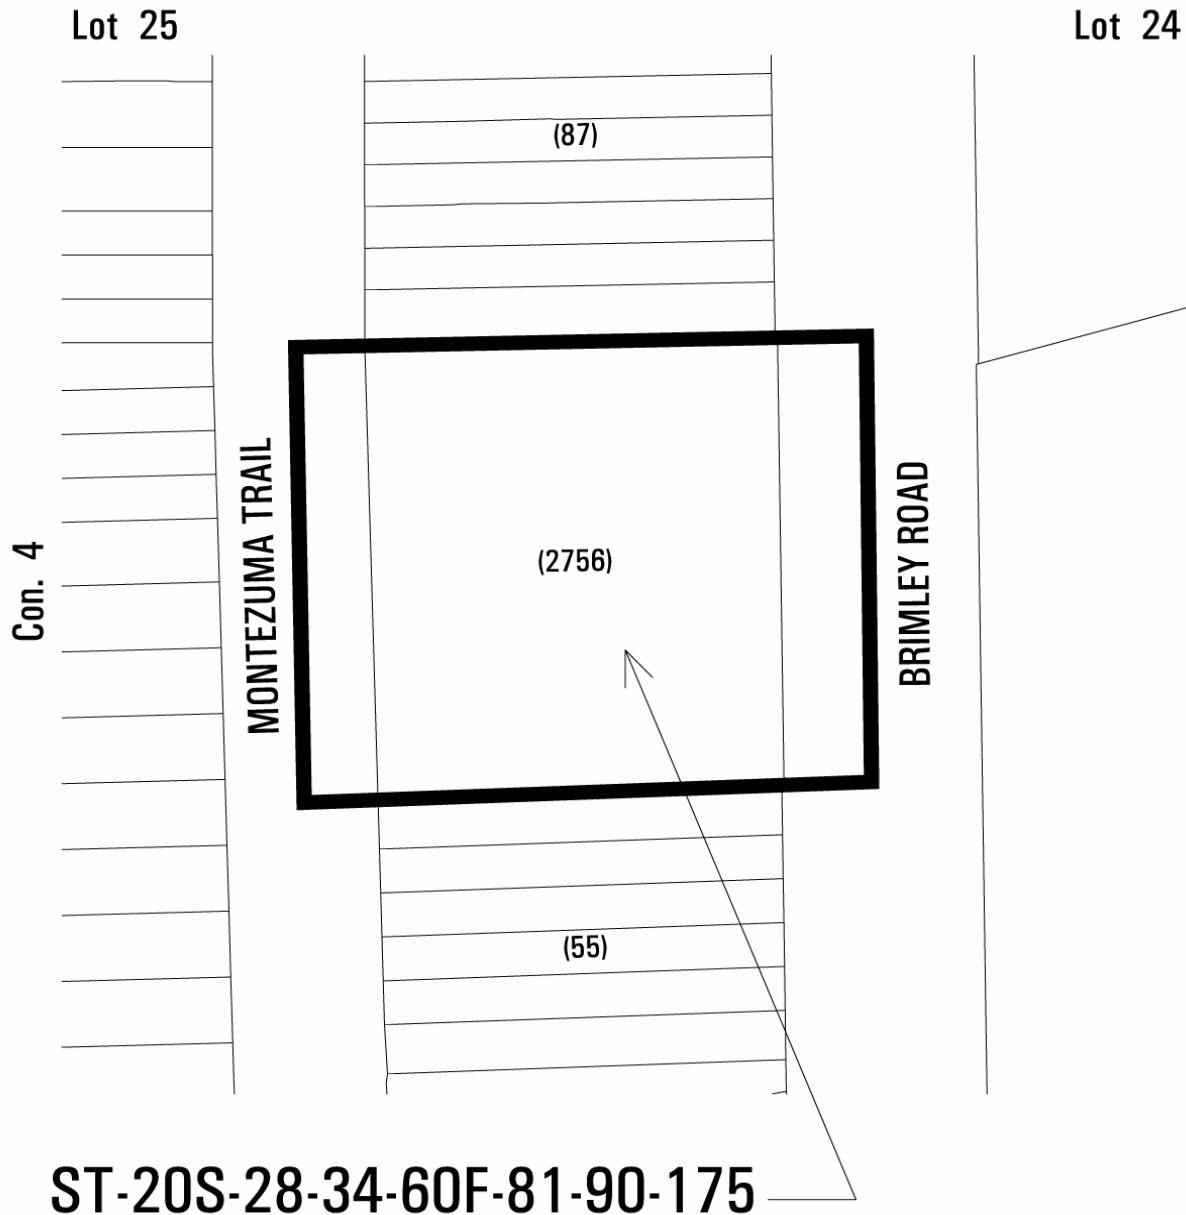 Lot 25
Lot 24
(87)
MONTEZUMA TRAIL
BRIMLEY ROAD
Con. 4
(2756)
(55)
ST-20S-28-34-60F-81-90-175